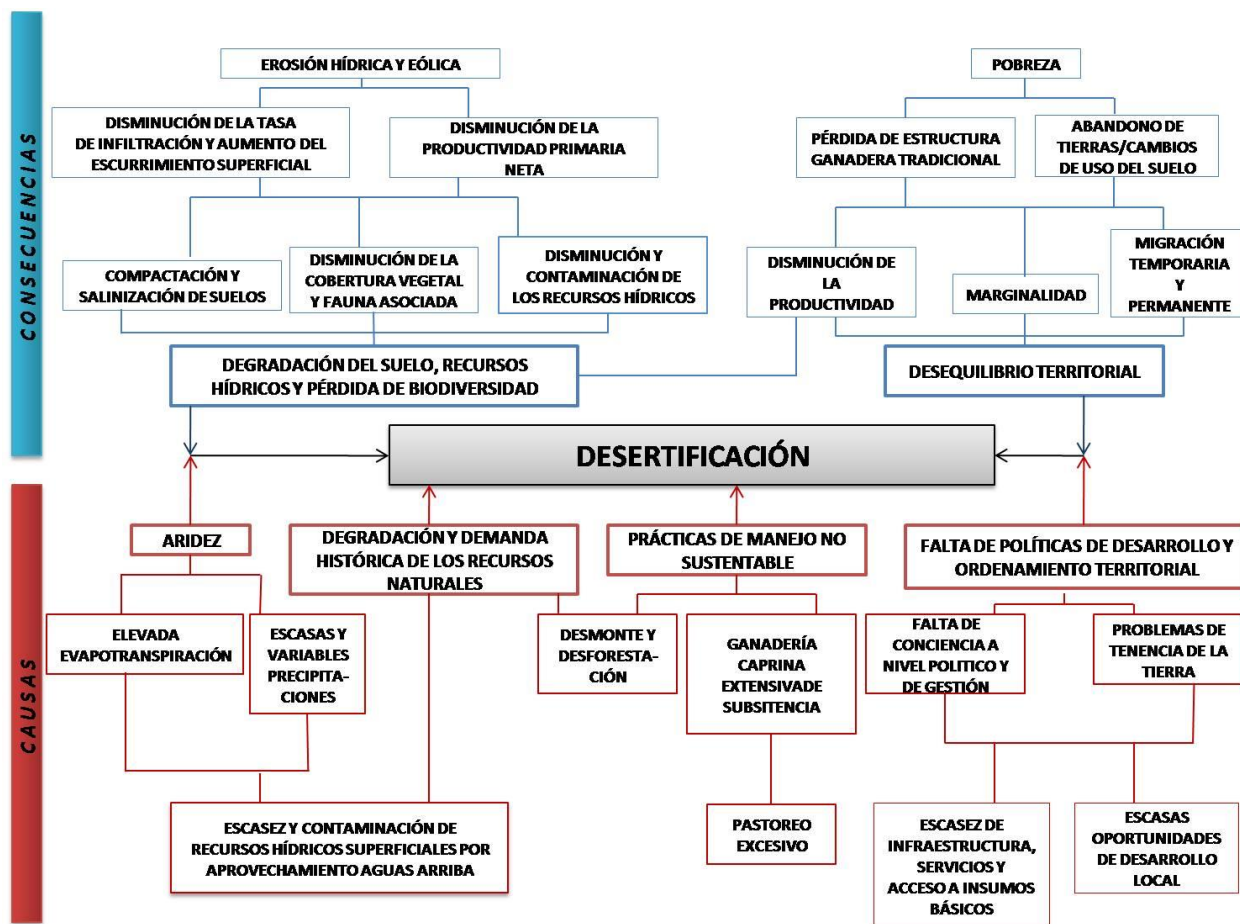 CONSECUENCIAS
EROSIÓN HÍDRICA Y EÓLICA
POBREZA
DISMINUCIÓN DE LA TASA
DE INFILTRACIÓN Y AUMENTO DEL
ESCURRIMIENTO SUPERFICIAL
DISMINUCIÓN DE LA
PRODUCTIVIDAD PRIMARIA
NETA
PÉRDIDA DE ESTRUCTURA
GANADERA TRADICIONAL
ABANDONO DE
TIERRAS/CAMBIOS
DE USO DEL SUELO
COMPACTACIÓN Y
SALINIZACIÓN DE SUELOS
DISMINUCIÓN DE LA
COBERTURA VEGETAL
Y FAUNA ASOCIADA
DISMINUCIÓN Y
CONTAMINACIÓN DE
LOS RECURSOS HÍDRICOS
DISMINUCIÓN DE
LA
PRODUCTIVIDAD
MARGINALIDAD
MIGRACIÓN
TEMPORARIA
Y
PERMANENTE
DEGRADACIÓN DEL SUELO, RECURSOS
HÍDRICOS Y PÉRDIDA DE BIODIVERSIDAD
DESEQUILIBRIO TERRITORIAL
DESERTIFICACIÓN
CAUSAS
ARIDEZ
DEGRADACIÓN Y DEMANDA
HISTÓRICA DE LOS RECURSOS
NATURALES
PRÁCTICAS DE MANEJO NO
SUSTENTABLE
FALTA DE POLÍTICAS DE DESARROLLO Y
ORDENAMIENTO TERRITORIAL
ELEVADA
EVAPOTRANSPIRACIÓN
ESCASAS Y
VARIABLES
PRECIPITA-
CIONES
DESMONTE Y
DESFORESTA-
CIÓN
GANADERÍA
CAPRINA
EXTENSIVADE
SUBSITENCIA
FALTA DE
CONCIENCIA A
NIVEL POLITICO Y
DE GESTIÓN
PROBLEMAS DE
TENENCIA DE LA
TIERRA
ESCASEZ Y CONTAMINACIÓN DE
RECURSOS HÍDRICOS SUPERFICIALES POR
APROVECHAMIENTO AGUAS ARRIBA
PASTOREO
EXCESIVO
ESCASEZ DE
INFRAESTRUCTURA,
SERVICIOS Y
ACCESO A INSUMOS
BÁSICOS
ESCASAS
OPORTUNIDADES
DE DESARROLLO
LOCAL